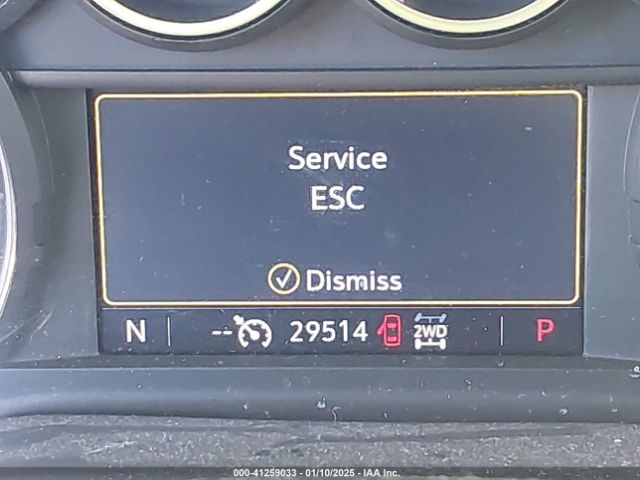 Service
ESC
Dismiss
N -- 29514 2WD P
000-41259033 - 01/10/2025 - IAA Inc.